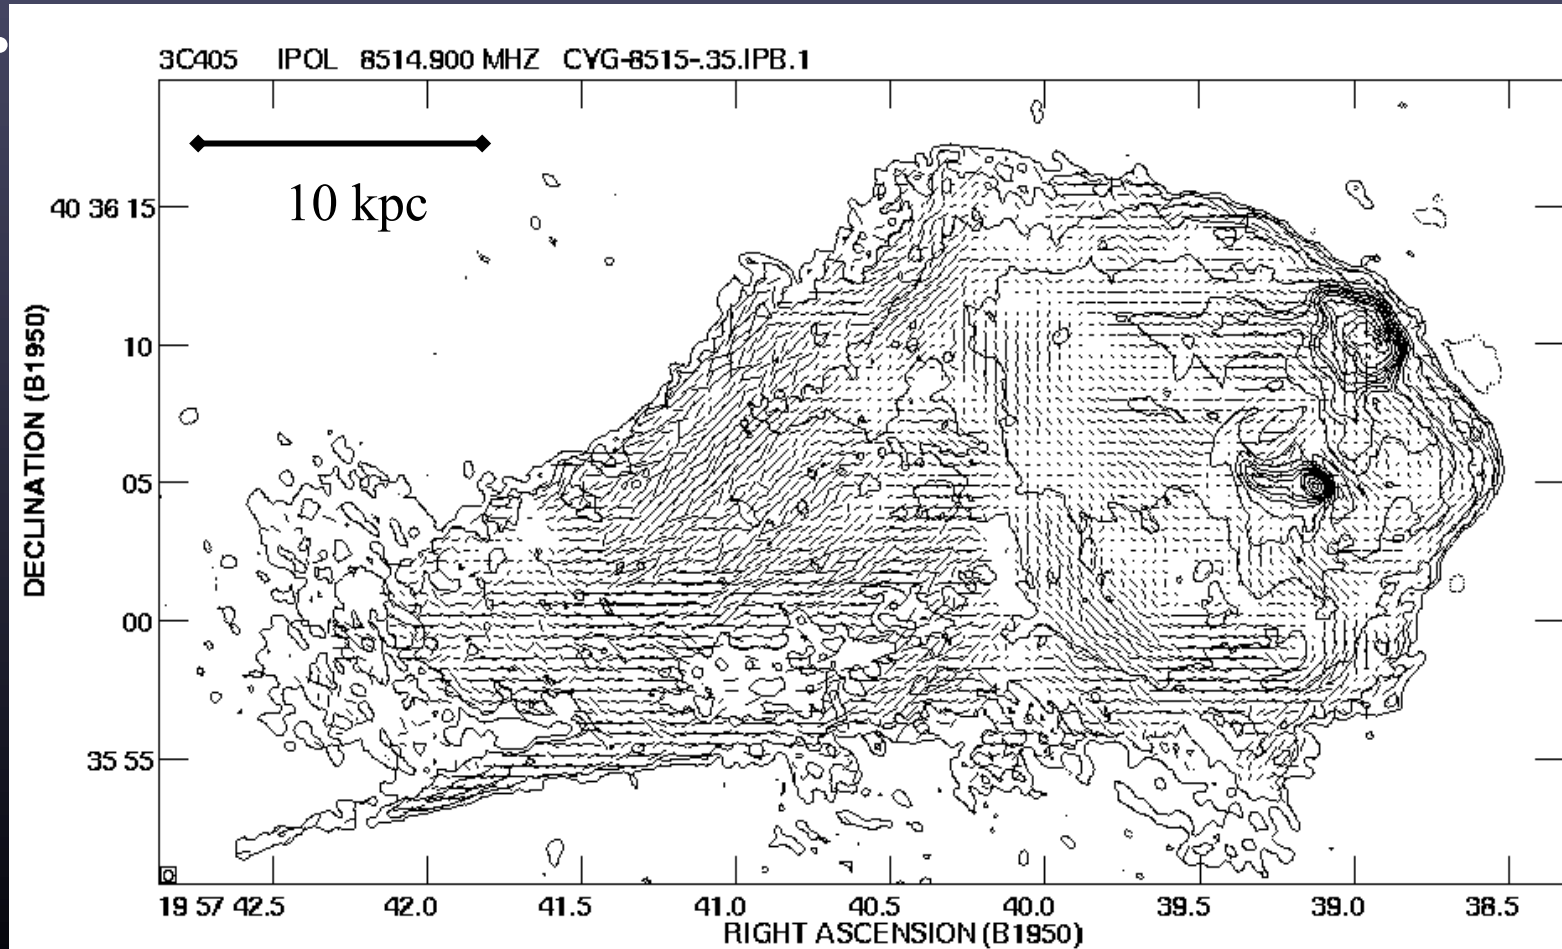 3C405 IPOL 8514.900 MHZ CYG-8515-.35.IPB.1
10 kpc
DECLINATION (B1950)
40 36 15
10
05
00
35 55
19 57 42.5 42.0 41.5 41.0 40.5 40.0 39.5 39.0 38.5
RIGHT ASCENSION (B1950)